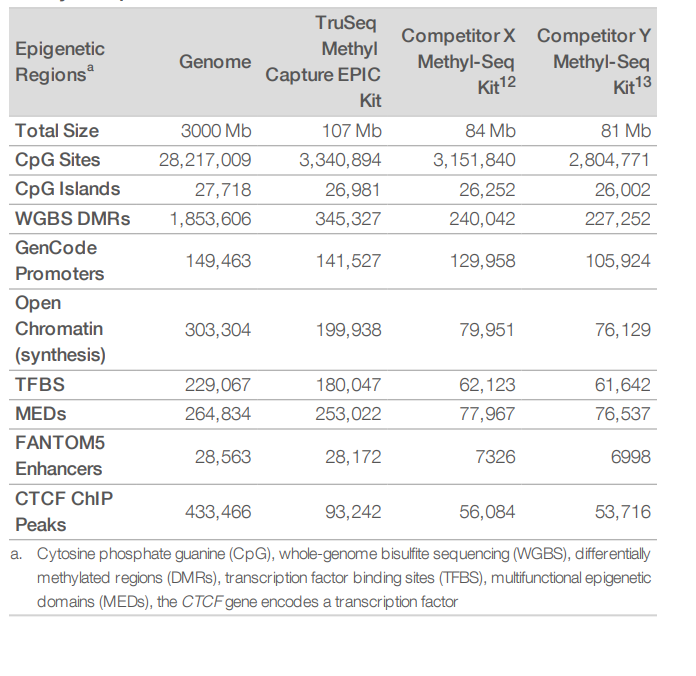 Epigenetic Regionsᵃ Genome TruSeq Methyl Capture EPIC Kit Competitor X Methyl-Seq Kit¹² Competitor Y Methyl-Seq Kit¹³
Total Size 3000 Mb 107 Mb 84 Mb 81 Mb
CpG Sites 28,217,009 3,340,894 3,151,840 2,804,771
CpG Islands 27,718 26,981 26,252 26,002
WGBS DMRs 1,853,606 345,327 240,042 227,252
GenCode Promoters 149,463 141,527 129,958 105,924
Open Chromatin (synthesis) 303,304 199,938 79,951 76,129
TFBS 229,067 180,047 62,123 61,642
MEDs 264,834 253,022 77,967 76,537
FANTOM5 Enhancers 28,563 28,172 7326 6998
CTCF ChIP Peaks 433,466 93,242 56,084 53,716
a. Cytosine phosphate guanine (CpG), whole-genome bisulfite sequencing (WGBS), differentially
methylated regions (DMRs), transcription factor binding sites (TFBS), multifunctional epigenetic
domains (MEDs), the CTCF gene encodes a transcription factor